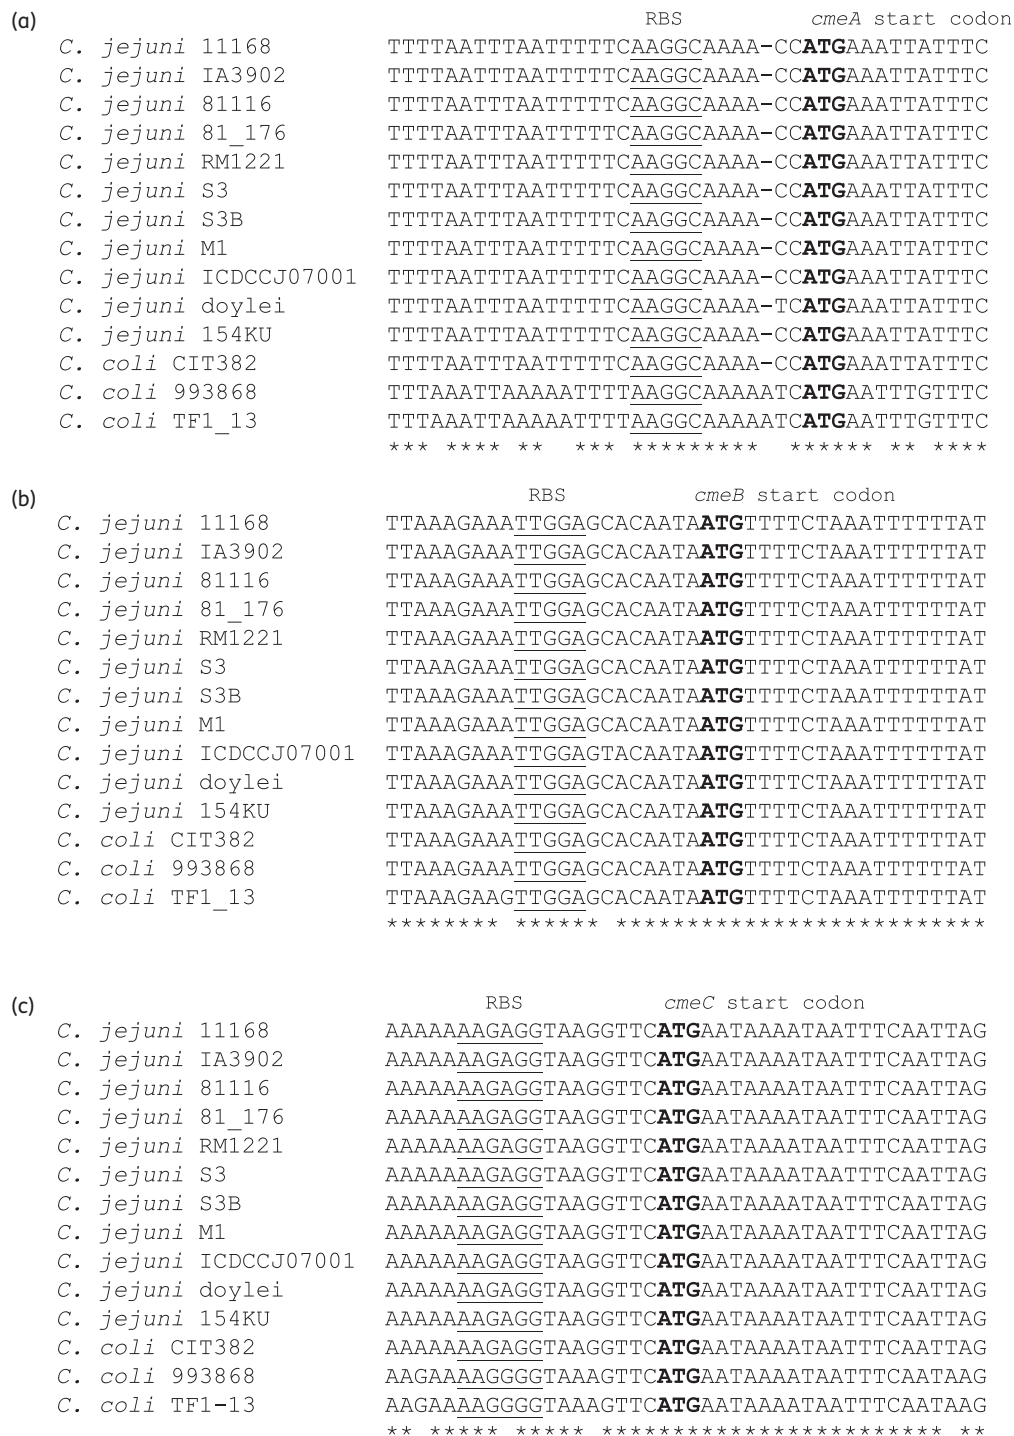 (a) RBS cmeA start codon
C. jejuni 11168 TTTTAATTTAATTTTTCAAGGCAAAA-CCATGAAATTATTTC
C. jejuni IA3902 TTTTAATTTAATTTTTCAAGGCAAAA-CCATGAAATTATTTC
C. jejuni 81116 TTTTAATTTAATTTTTCAAGGCAAAA-CCATGAAATTATTTC
C. jejuni 81_176 TTTTAATTTAATTTTTCAAGGCAAAA-CCATGAAATTATTTC
C. jejuni RM1221 TTTTAATTTAATTTTTCAAGGCAAAA-CCATGAAATTATTTC
C. jejuni S3 TTTTAATTTAATTTTTCAAGGCAAAA-CCATGAAATTATTTC
C. jejuni S3B TTTTAATTTAATTTTTCAAGGCAAAA-CCATGAAATTATTTC
C. jejuni M1 TTTTAATTTAATTTTTCAAGGCAAAA-CCATGAAATTATTTC
C. jejuni ICDCCJ07001 TTTTAATTTAATTTTTCAAGGCAAAA-CCATGAAATTATTTC
C. jejuni doylei TTTTAATTTAATTTTTCAAGGCAAAA-TCATGAAATTATTTC
C. jejuni 154KU TTTTAATTTAATTTTTCAAGGCAAAA-CCATGAAATTATTTC
C. coli CIT382 TTTTAATTTAATTTTTCAAGGCAAAA-CCATGAAATTATTTC
C. coli 993868 TTTAAATTAAAAATTTTAAGGCAAAAATCATGAATTTGTTTC
C. coli TF1_13 TTTAAATTAAAAATTTTAAGGCAAAAATCATGAATTTGTTTC
*** **** ** *** ********* ****** ** ****
(b) RBS cmeB start codon
C. jejuni 11168 TTAAAGAAATTGGAGCACAATAATGTTTTCTAAATTTTTTAT
C. jejuni IA3902 TTAAAGAAATTGGAGCACAATAATGTTTTCTAAATTTTTTAT
C. jejuni 81116 TTAAAGAAATTGGAGCACAATAATGTTTTCTAAATTTTTTAT
C. jejuni 81_176 TTAAAGAAATTGGAGCACAATAATGTTTTCTAAATTTTTTAT
C. jejuni RM1221 TTAAAGAAATTGGAGCACAATAATGTTTTCTAAATTTTTTAT
C. jejuni S3 TTAAAGAAATTGGAGCACAATAATGTTTTCTAAATTTTTTAT
C. jejuni S3B TTAAAGAAATTGGAGCACAATAATGTTTTCTAAATTTTTTAT
C. jejuni M1 TTAAAGAAATTGGAGCACAATAATGTTTTCTAAATTTTTTAT
C. jejuni ICDCCJ07001 TTAAAGAAATTGGAGTACAATAATGTTTTCTAAATTTTTTAT
C. jejuni doylei TTAAAGAAATTGGAGCACAATAATGTTTTCTAAATTTTTTAT
C. jejuni 154KU TTAAAGAAATTGGAGCACAATAATGTTTTCTAAATTTTTTAT
C. coli CIT382 TTAAAGAAATTGGAGCACAATAATGTTTTCTAAATTTTTTAT
C. coli 993868 TTAAAGAAATTGGAGCACAATAATGTTTTCTAAATTTTTTAT
C. coli TF1_13 TTAAAGAAGTTGGAGCACAATAATGTTTTCTAAATTTTTTAT
******** ****** **************************
(c) RBS cmeC start codon
C. jejuni 11168 AAAAAAAGAGGTAAGGTTCATGAATAAAATAATTTCAATTAG
C. jejuni IA3902 AAAAAAAGAGGTAAGGTTCATGAATAAAATAATTTCAATTAG
C. jejuni 81116 AAAAAAAGAGGTAAGGTTCATGAATAAAATAATTTCAATTAG
C. jejuni 81_176 AAAAAAAGAGGTAAGGTTCATGAATAAAATAATTTCAATTAG
C. jejuni RM1221 AAAAAAAGAGGTAAGGTTCATGAATAAAATAATTTCAATTAG
C. jejuni S3 AAAAAAAGAGGTAAGGTTCATGAATAAAATAATTTCAATTAG
C. jejuni S3B AAAAAAAGAGGTAAGGTTCATGAATAAAATAATTTCAATTAG
C. jejuni M1 AAAAAAAGAGGTAAGGTTCATGAATAAAATAATTTCAATTAG
C. jejuni ICDCCJ07001 AAAAAAAGAGGTAAGGTTCATGAATAAAATAATTTCAATTAG
C. jejuni doylei AAAAAAAGAGGTAAGGTTCATGAATAAAATAATTTCAATTAG
C. jejuni 154KU AAAAAAAGAGGTAAGGTTCATGAATAAAATAATTTCAATTAG
C. coli CIT382 AAAAAAAGAGGTAAGGTTCATGAATAAAATAATTTCAATTAG
C. coli 993868 AAGAAAAGGGGTAAAGTTCATGAATAAAATAATTTCAATAAG
C. coli TF1-13 AAGAAAAGGGGTAAAGTTCATGAATAAAATAATTTCAATAAG
** ***** ***** ************************ **